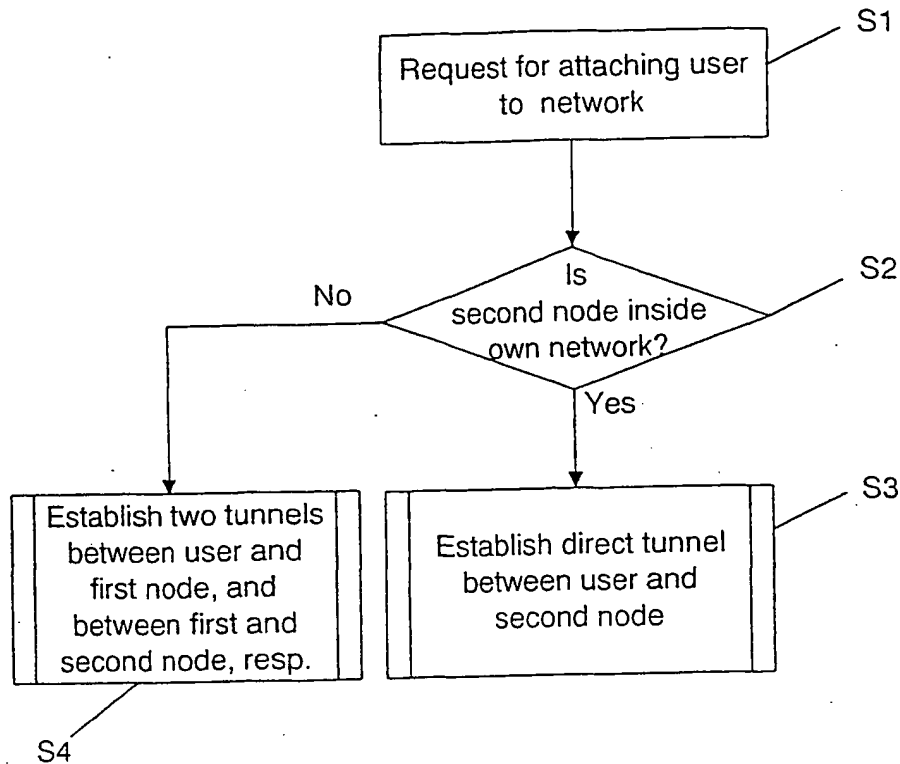 S1
Request for attaching user
to network
Is
second node inside
own network?
S2
No
Yes
Establish two tunnels
between user and
first node, and
between first and
second node, resp.
Establish direct tunnel
between user and
second node
S3
S4